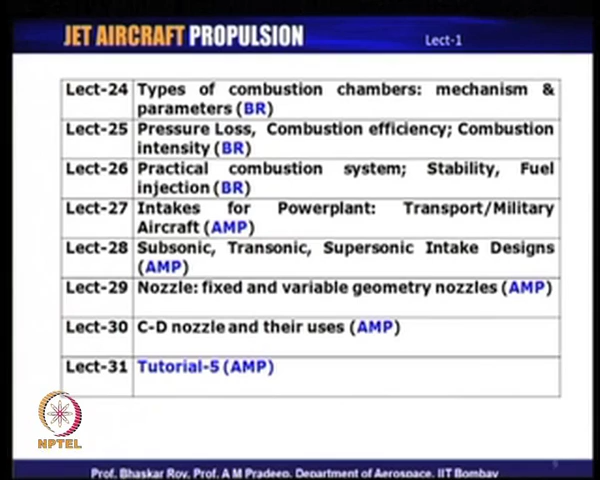 JET AIRCRAFT PROPULSION
Lect-1
Lect-24 Types of combustion chambers: mechanism &
parameters (BR)
Lect-25 Pressure Loss, Combustion efficiency; Combustion
intensity (BR)
Lect-26 Practical combustion system; Stability, Fuel
injection (BR)
Lect-27 Intakes for Powerplant: Transport/Military
Aircraft (AMP)
Lect-28 Subsonic, Transonic, Supersonic Intake Designs
(AMP)
Lect-29 Nozzle: fixed and variable geometry nozzles (AMP)
Lect-30 C-D nozzle and their uses (AMP)
Lect-31 Tutorial-5 (AMP)
NPTEL
Prof. Bhaskar Roy, Prof. A M Pradeep, Department of Aerospace, IIT Bombay